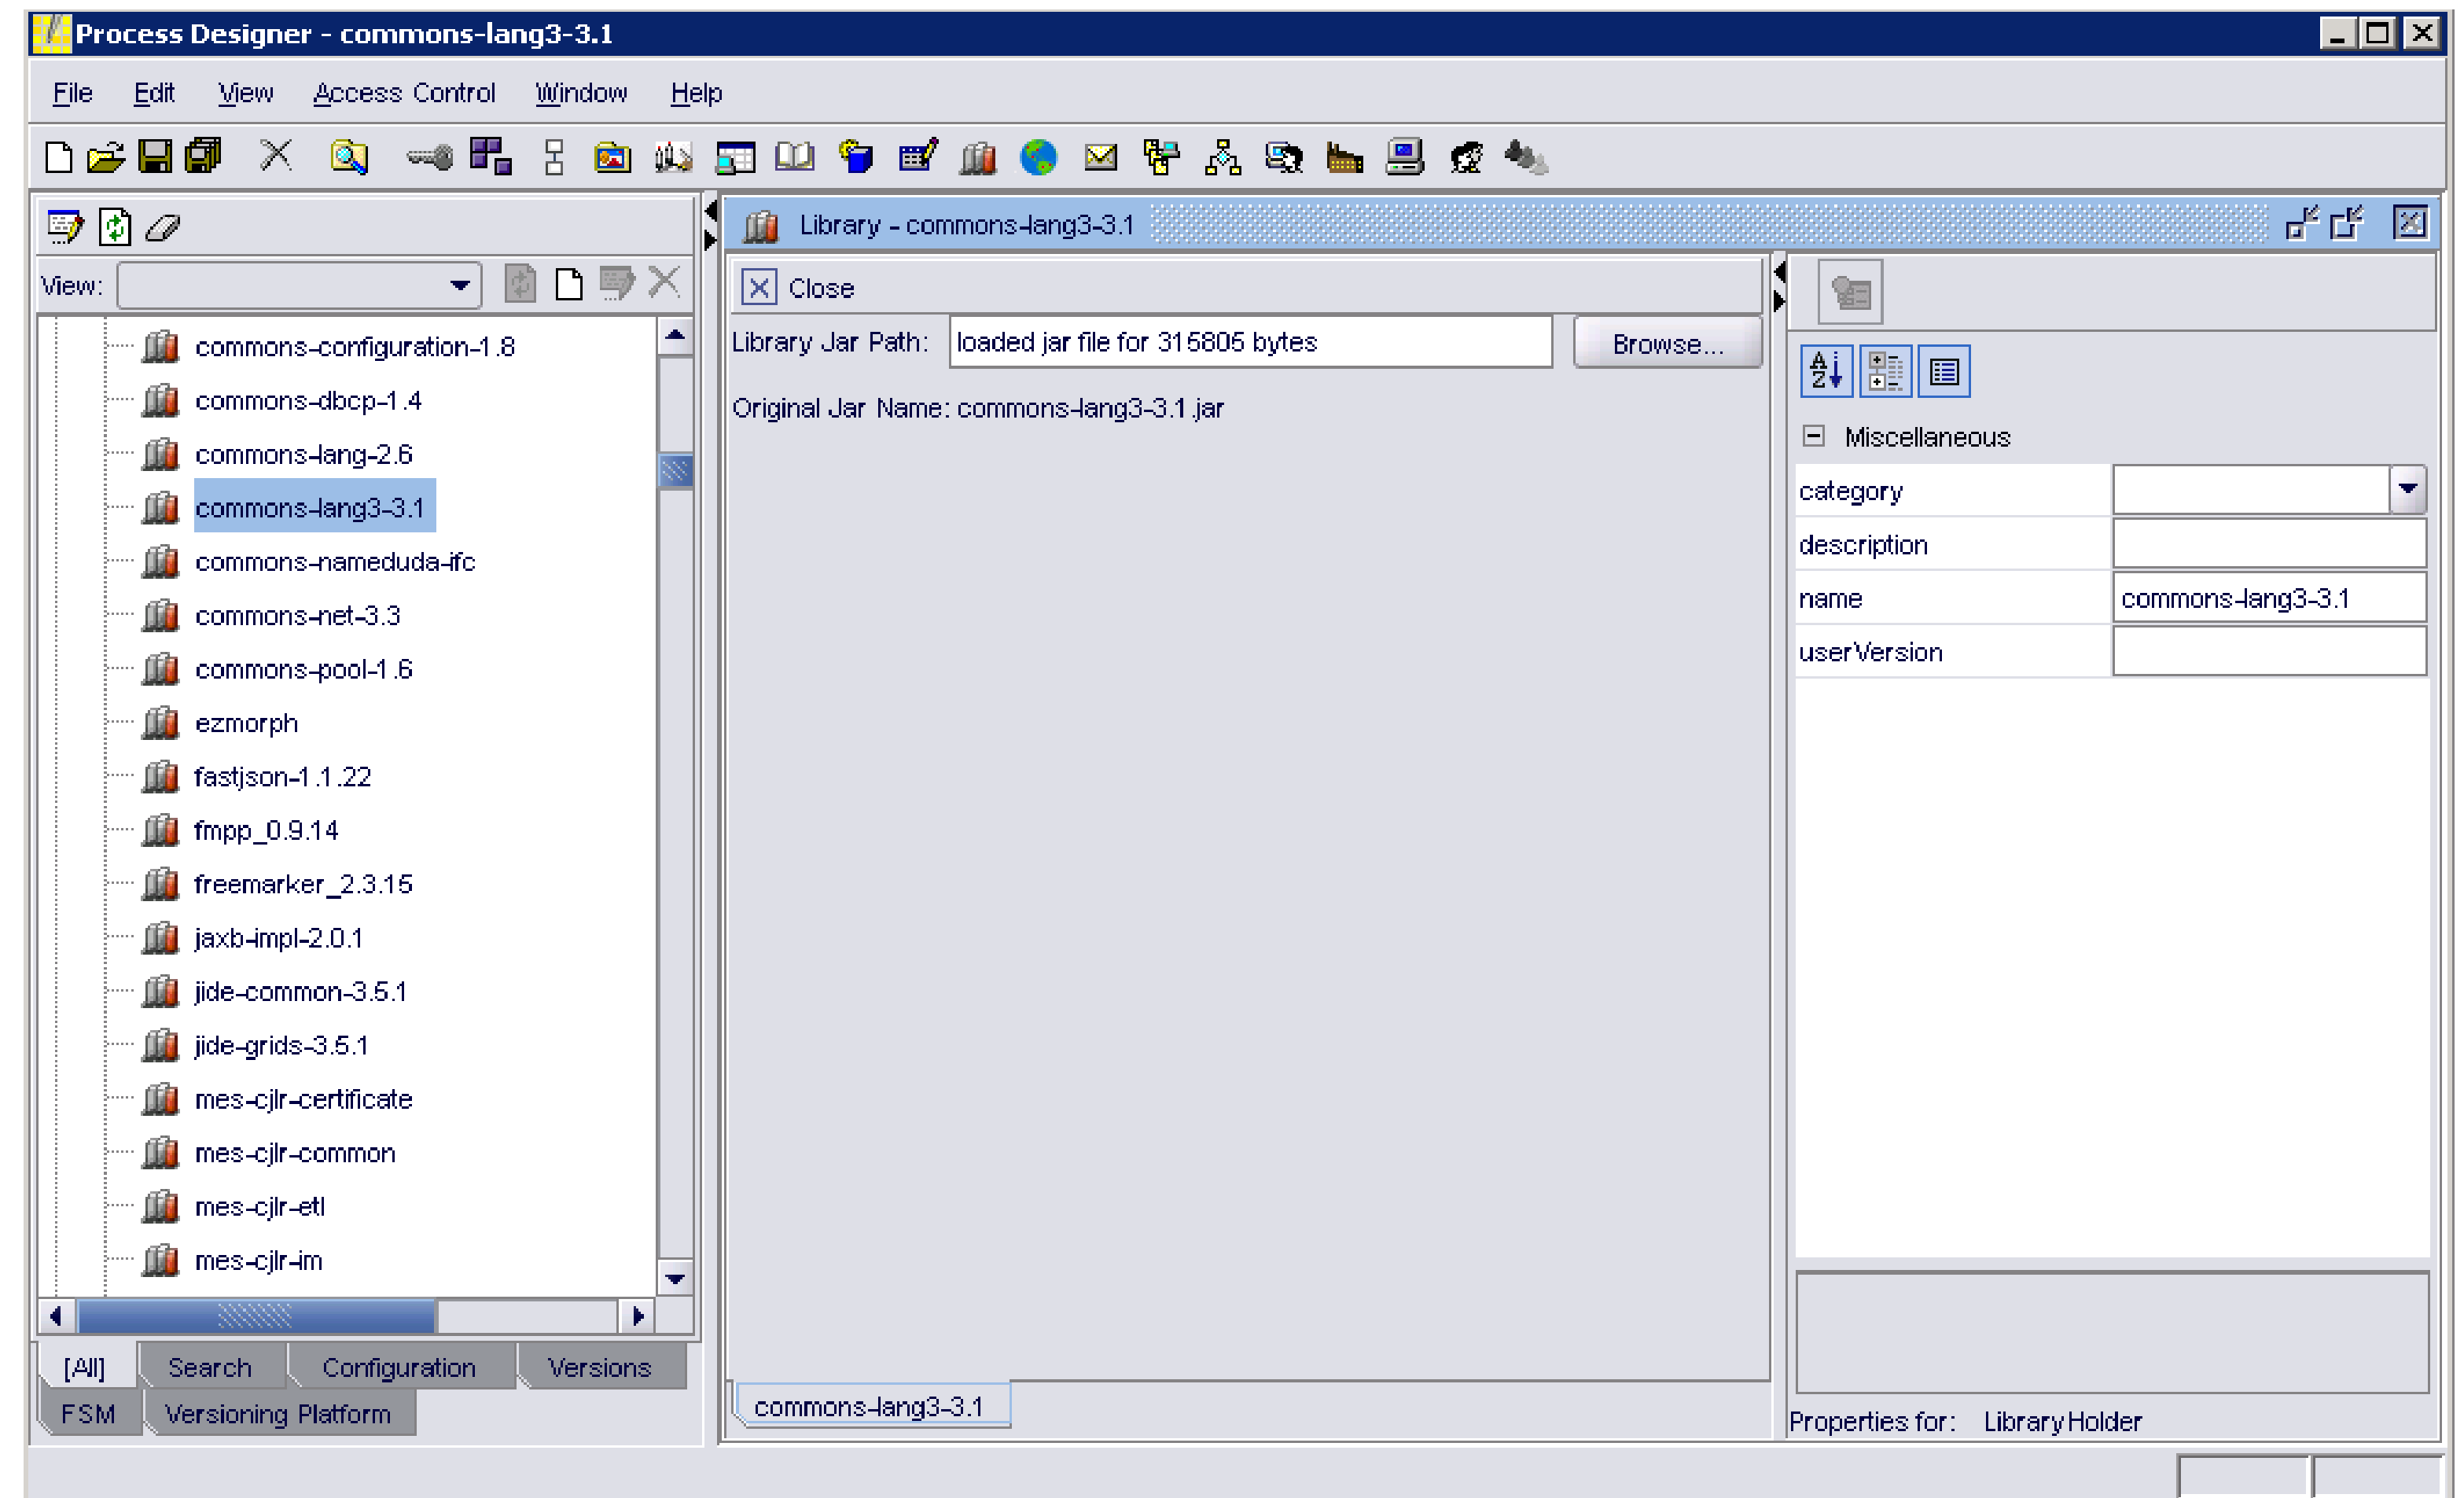 Process Designer - commons-lang3-3.1
File Edit View Access Control Window Help
View:
commons-configuration-1.8
commons-dbcp-1.4
commons-lang-2.6
commons-lang3-3.1
commons-nameduda-ifc
commons-net-3.3
commons-pool-1.6
ezmorph
fastjson-1.1.22
fmpp_0.9.14
freemarker_2.3.15
jaxb-impl-2.0.1
jide-common-3.5.1
jide-grids-3.5.1
mes-cjlr-certificate
mes-cjlr-common
mes-cjlr-etl
mes-cjlr-im
[All] Search Configuration Versions
FSM Versioning Platform
Library - commons-lang3-3.1
Close
Library Jar Path: loaded jar file for 315805 bytes Browse...
Original Jar Name: commons-lang3-3.1.jar
commons-lang3-3.1
Miscellaneous
category
description
name commons-lang3-3.1
userVersion
Properties for: LibraryHolder